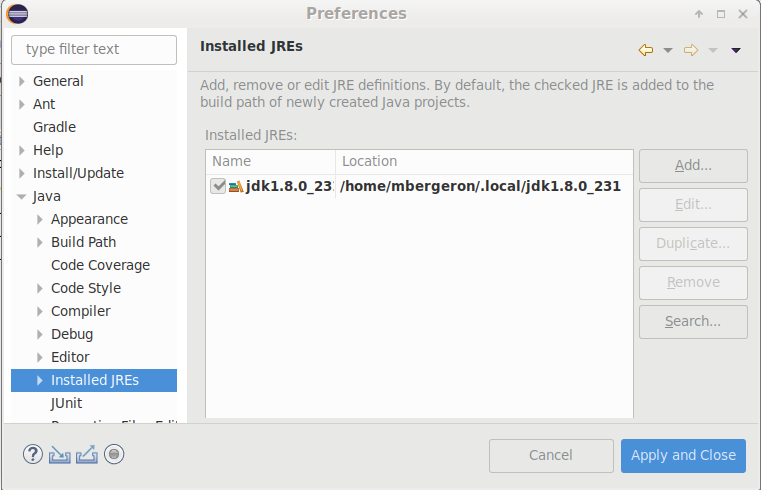 Preferences
type filter text
General
Ant
Gradle
Help
Install/Update
Java
Appearance
Build Path
Code Coverage
Code Style
Compiler
Debug
Editor
Installed JREs
JUnit
Installed JREs
Add, remove or edit JRE definitions. By default, the checked JRE is added to the
build path of newly created Java projects.
Installed JREs:
Name Location
jdk1.8.0_23 /home/mbergeron/.local/jdk1.8.0_231
Add...
Edit...
Duplicate...
Remove
Search...
Cancel Apply and Close